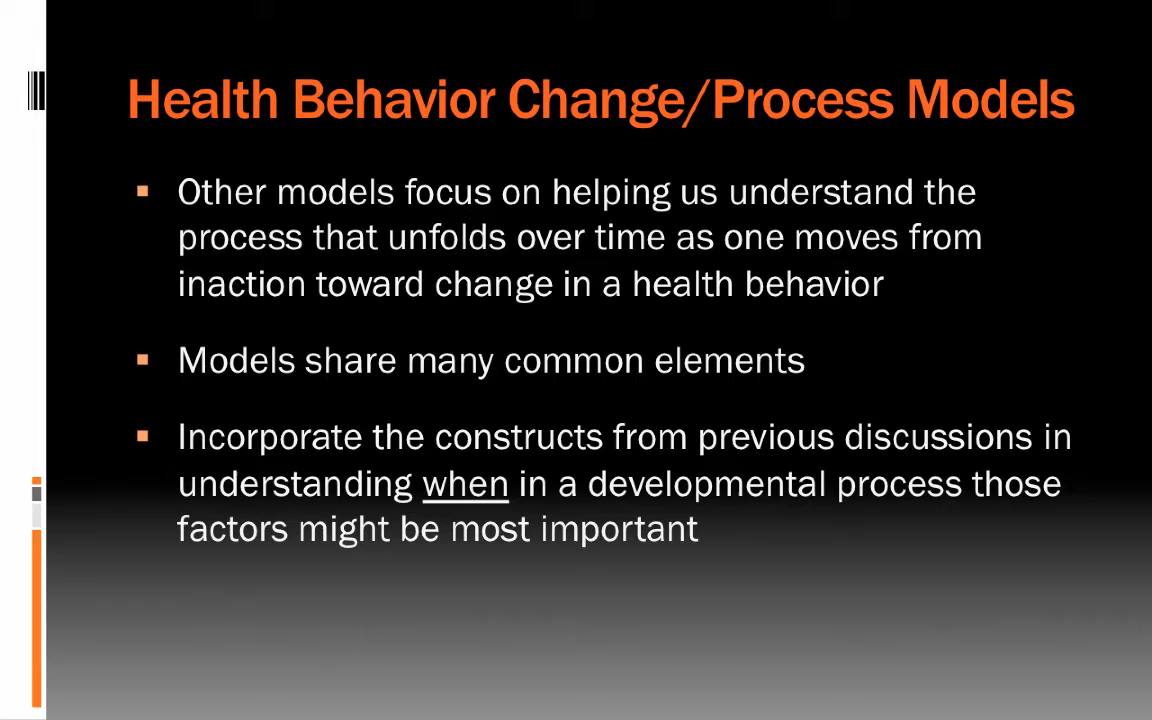 Health Behavior Change/Process Models
Other models focus on helping us understand the
process that unfolds over time as one moves from
inaction toward change in a health behavior
Models share many common elements
Incorporate the constructs from previous discussions in
understanding when in a developmental process those
factors might be most important